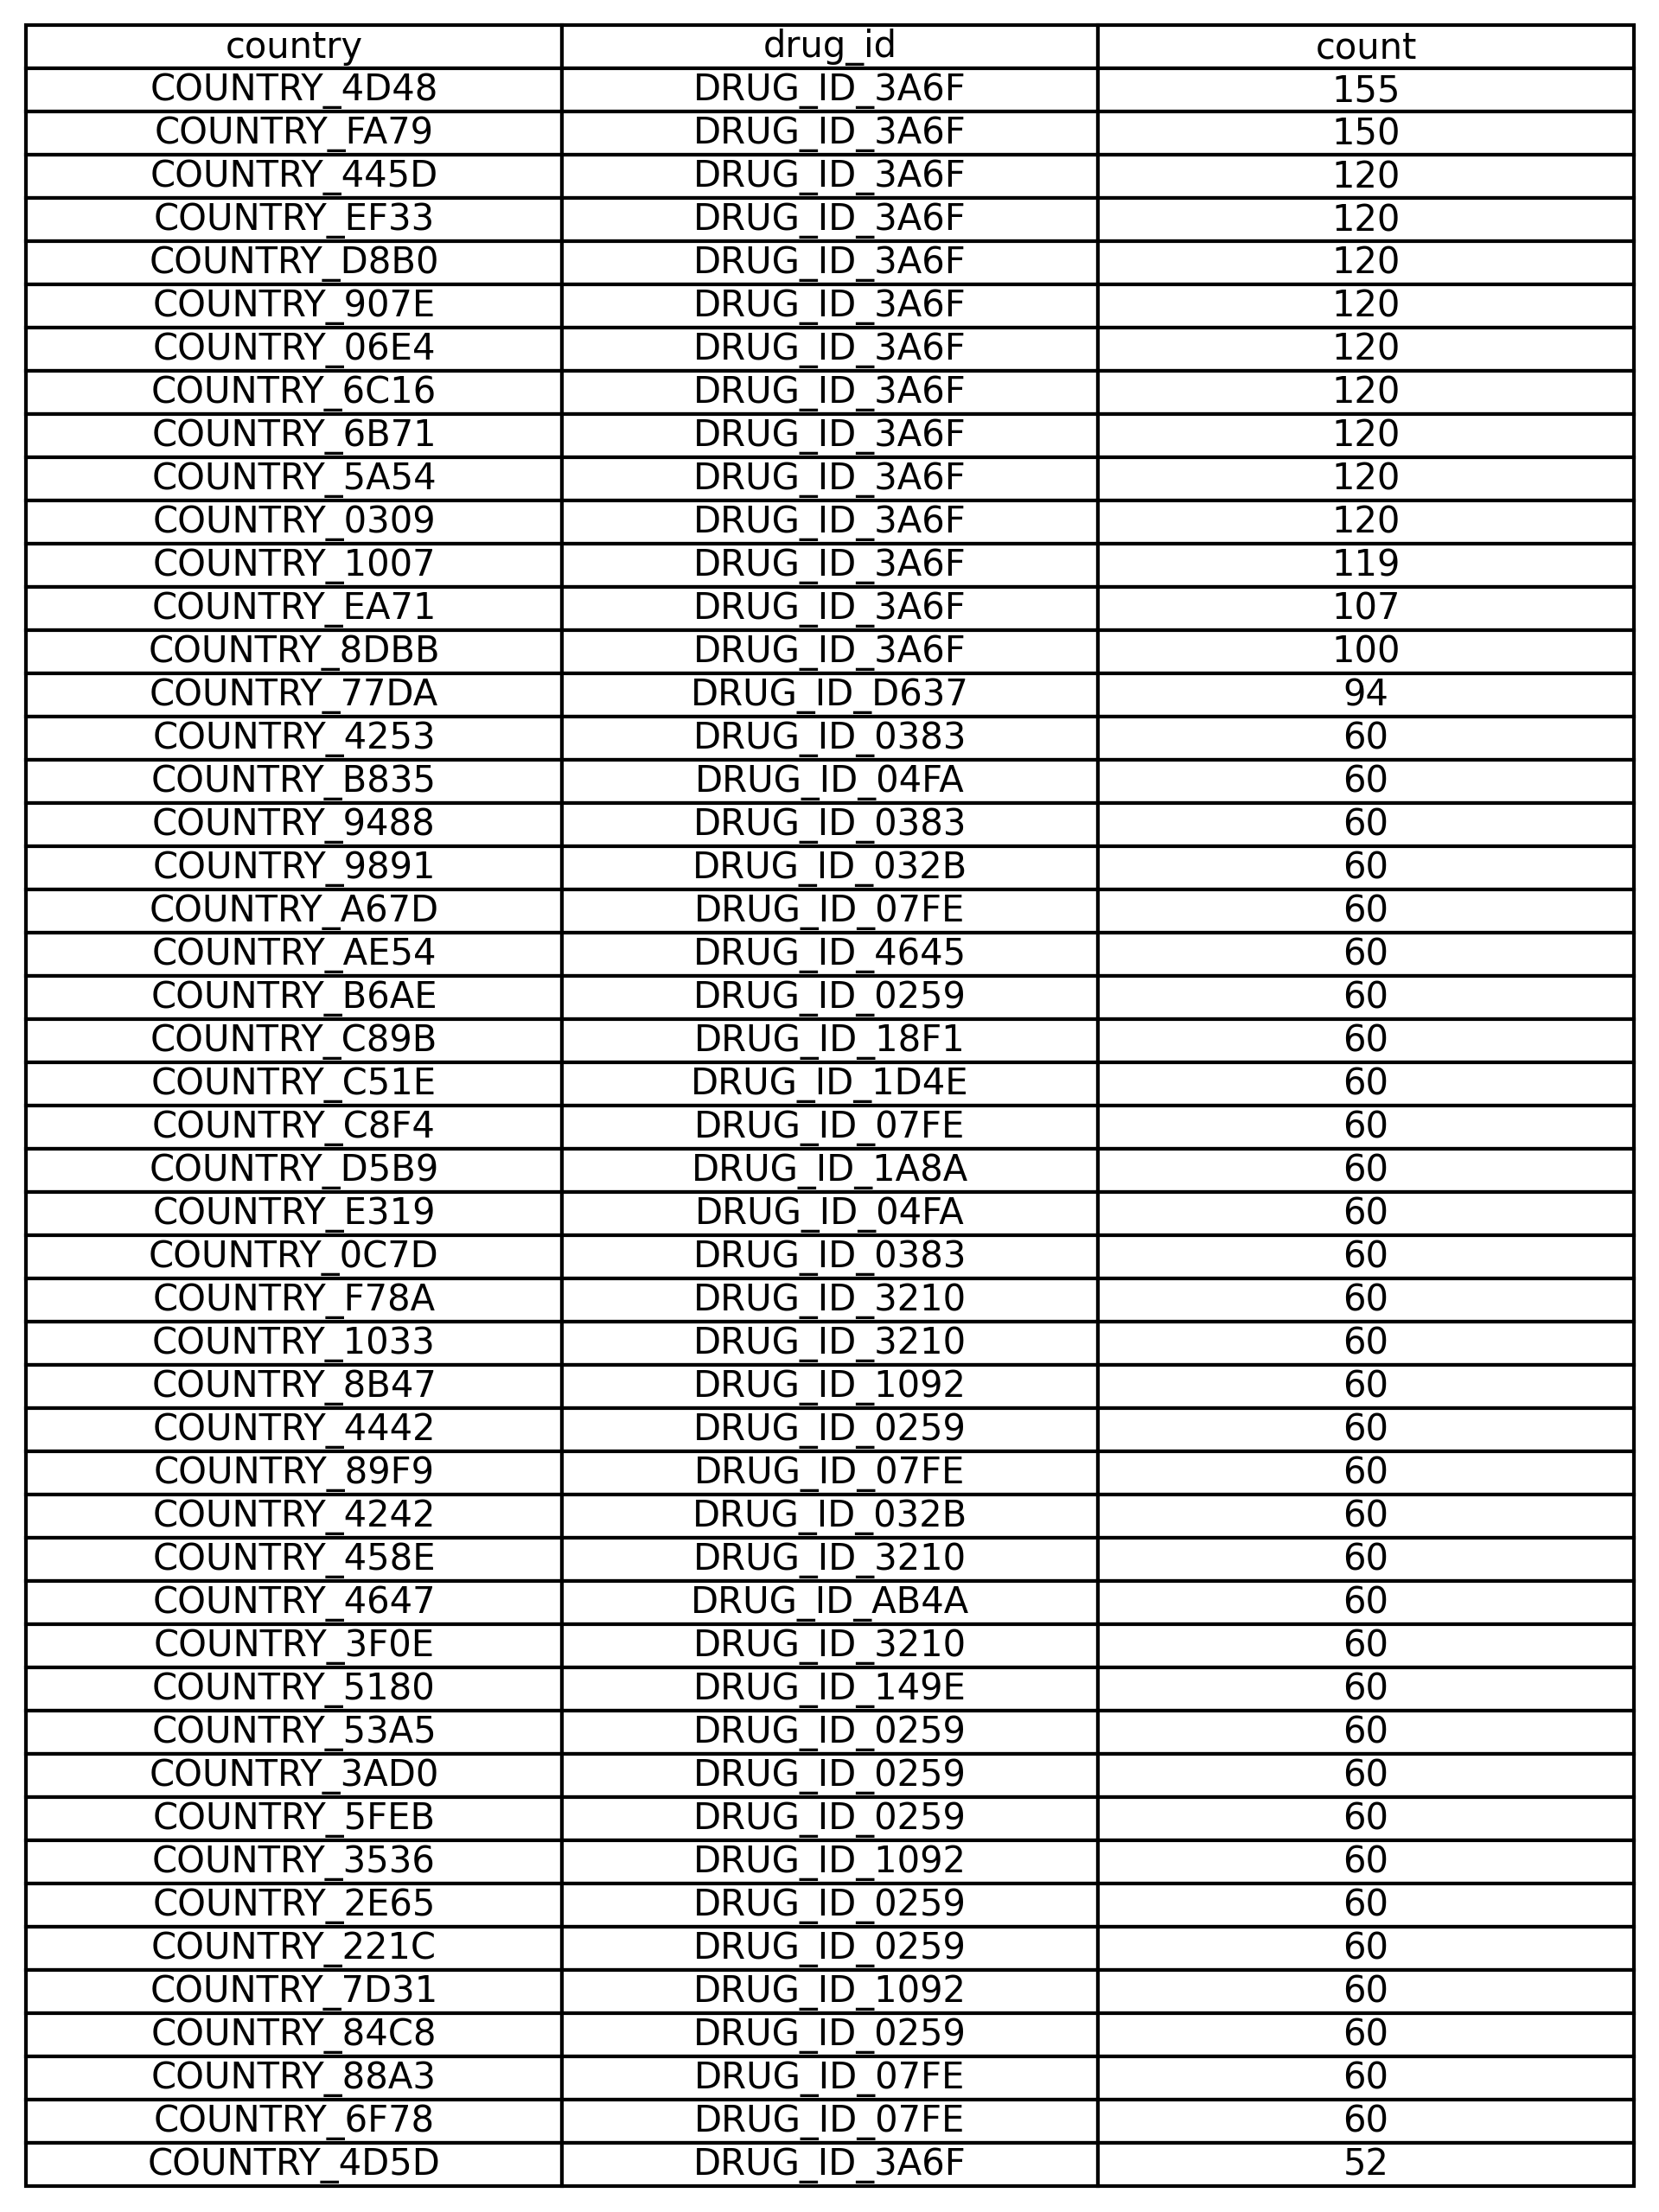 country drug_id count
COUNTRY_4D48 DRUG_ID_3A6F 155
COUNTRY_FA79 DRUG_ID_3A6F 150
COUNTRY_445D DRUG_ID_3A6F 120
COUNTRY_EF33 DRUG_ID_3A6F 120
COUNTRY_D8B0 DRUG_ID_3A6F 120
COUNTRY_907E DRUG_ID_3A6F 120
COUNTRY_06E4 DRUG_ID_3A6F 120
COUNTRY_6C16 DRUG_ID_3A6F 120
COUNTRY_6B71 DRUG_ID_3A6F 120
COUNTRY_5A54 DRUG_ID_3A6F 120
COUNTRY_0309 DRUG_ID_3A6F 120
COUNTRY_1007 DRUG_ID_3A6F 119
COUNTRY_EA71 DRUG_ID_3A6F 107
COUNTRY_8DBB DRUG_ID_3A6F 100
COUNTRY_77DA DRUG_ID_D637 94
COUNTRY_4253 DRUG_ID_0383 60
COUNTRY_B835 DRUG_ID_04FA 60
COUNTRY_9488 DRUG_ID_0383 60
COUNTRY_9891 DRUG_ID_032B 60
COUNTRY_A67D DRUG_ID_07FE 60
COUNTRY_AE54 DRUG_ID_4645 60
COUNTRY_B6AE DRUG_ID_0259 60
COUNTRY_C89B DRUG_ID_18F1 60
COUNTRY_C51E DRUG_ID_1D4E 60
COUNTRY_C8F4 DRUG_ID_07FE 60
COUNTRY_D5B9 DRUG_ID_1A8A 60
COUNTRY_E319 DRUG_ID_04FA 60
COUNTRY_0C7D DRUG_ID_0383 60
COUNTRY_F78A DRUG_ID_3210 60
COUNTRY_1033 DRUG_ID_3210 60
COUNTRY_8B47 DRUG_ID_1092 60
COUNTRY_4442 DRUG_ID_0259 60
COUNTRY_89F9 DRUG_ID_07FE 60
COUNTRY_4242 DRUG_ID_032B 60
COUNTRY_458E DRUG_ID_3210 60
COUNTRY_4647 DRUG_ID_AB4A 60
COUNTRY_3F0E DRUG_ID_3210 60
COUNTRY_5180 DRUG_ID_149E 60
COUNTRY_53A5 DRUG_ID_0259 60
COUNTRY_3AD0 DRUG_ID_0259 60
COUNTRY_5FEB DRUG_ID_0259 60
COUNTRY_3536 DRUG_ID_1092 60
COUNTRY_2E65 DRUG_ID_0259 60
COUNTRY_221C DRUG_ID_0259 60
COUNTRY_7D31 DRUG_ID_1092 60
COUNTRY_84C8 DRUG_ID_0259 60
COUNTRY_88A3 DRUG_ID_07FE 60
COUNTRY_6F78 DRUG_ID_07FE 60
COUNTRY_4D5D DRUG_ID_3A6F 52